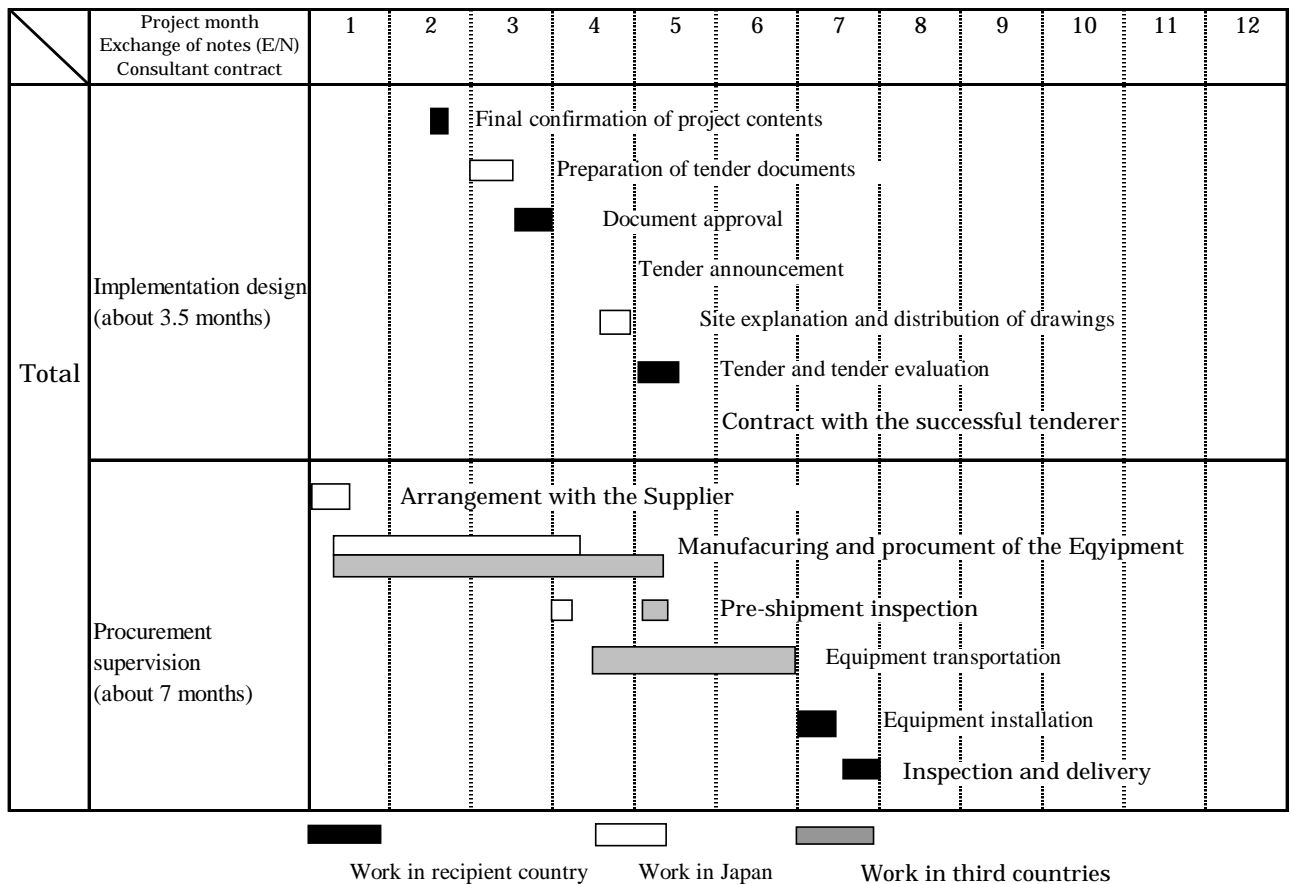 Project month
Exchange of notes (E/N)
Consultant contract
1 2 3 4 5 6 7 8 9 10 11 12
Final confirmation of project contents
Preparation of tender documents
Document approval
Tender announcement
Implementation design
(about 3.5 months)
Site explanation and distribution of drawings
Total
Tender and tender evaluation
Contract with the successful tenderer
Arrangement with the Supplier
Manufacuring and procument of the Eqyipment
Pre-shipment inspection
Procurement
supervision
(about 7 months)
Equipment transportation
Equipment installation
Inspection and delivery
Work in recipient country
Work in Japan
Work in third countries